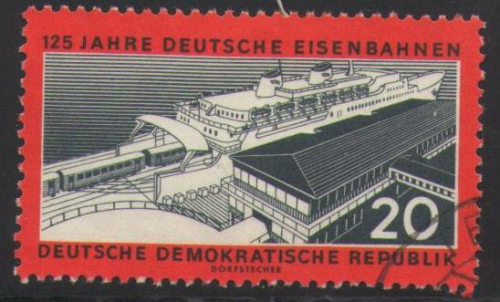 125 JAHRE DEUTSCHE EISENBAHNEN
20
DEUTSCHE DEMOKRATISCHE REPUBLIK
DORFSTECHER